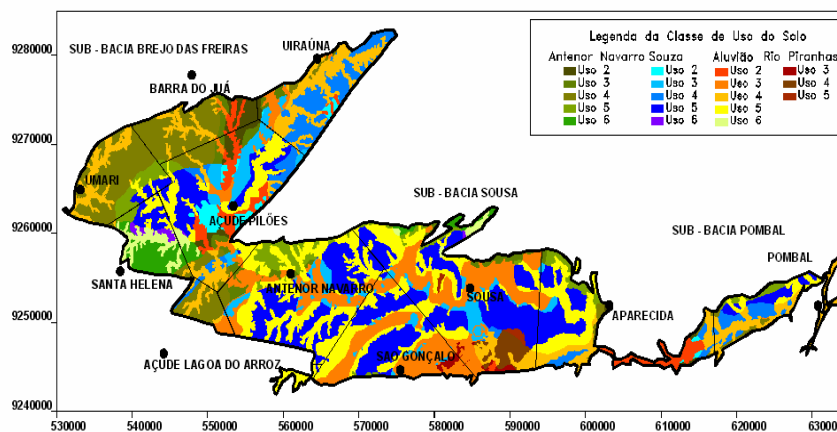 9280000
9270000
9260000
9250000
9240000
530000 540000 550000 560000 570000 580000 590000 600000 610000 620000 630000
SUB - BACIA BREJO DAS FREIRAS
UIRAÚNA
BARRA DO JUÁ
UMARI
AÇUDE PILÕES
SANTA HELENA
ANTENOR NAVARRO
AÇUDE LAGOA DO ARROZ
SÃO GONÇALO
SUB - BACIA SOUSA
SOUSA
APARECIDA
SUB - BACIA POMBAL
POMBAL
Legenda da Classe de Uso do Solo
Antenor Navarro Souza Aluvião Rio Piranhas
Uso 2 Uso 2 Uso 2 Uso 3
Uso 3 Uso 3 Uso 3 Uso 4
Uso 4 Uso 4 Uso 4 Uso 5
Uso 5 Uso 5 Uso 5
Uso 6 Uso 6 Uso 6